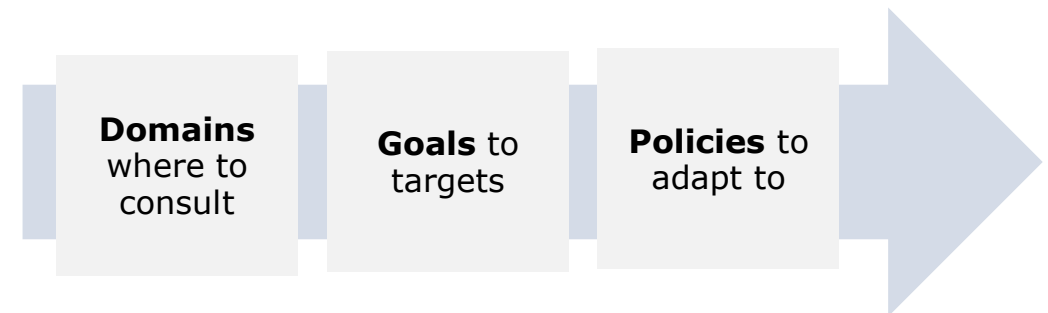 Domains
where to
consult
Goals to
targets
Policies to
adapt to